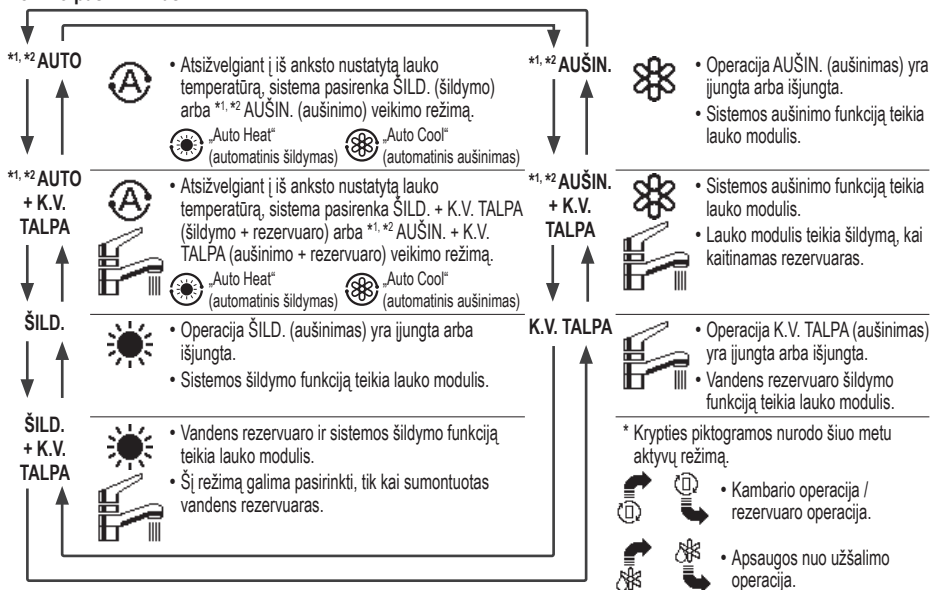 *1, *2 AUTO
• Atsižvelgiant į iš anksto nustatytą lauko
temperatūrą, sistema pasirenka ŠILD. (šildymo)
arba *1, *2 AUŠIN. (aušinimo) veikimo režimą.
„Auto Heat“
(automatinis šildymas)
„Auto Cool“
(automatinis aušinimas)
*1, *2 AUTO
+ K.V.
TALPA
• Atsižvelgiant į iš anksto nustatytą lauko
temperatūrą, sistema pasirenka ŠILD. + K.V. TALPA
(šildymo + rezervuaro) arba *1, *2 AUŠIN. + K.V.
TALPA (aušinimo + rezervuaro) veikimo režimą.
„Auto Heat“
(automatinis šildymas)
„Auto Cool“
(automatinis aušinimas)
ŠILD.
• Operacija ŠILD. (aušinimas) yra įjungta arba
išjungta.
• Sistemos šildymo funkciją teikia lauko modulis.
ŠILD.
+ K.V.
TALPA
• Vandens rezervuaro ir sistemos šildymo funkciją
teikia lauko modulis.
• Šį režimą galima pasirinkti, tik kai sumontuotas
vandens rezervuaras.
*1, *2 AUŠIN.
• Operacija AUŠIN. (aušinimas) yra
įjungta arba išjungta.
• Sistemos aušinimo funkciją teikia
lauko modulis.
*1, *2 AUŠIN.
+ K.V.
TALPA
• Sistemos aušinimo funkciją teikia
lauko modulis.
• Lauko modulis teikia šildymą, kai
kaitinamas rezervuaras.
K.V. TALPA
• Operacija K.V. TALPA (aušinimas)
yra įjungta arba išjungta.
• Vandens rezervuaro šildymo
funkciją teikia lauko modulis.
* Krypties piktogramos nurodo šiuo metu
aktyvų režimą.
• Kambario operacija /
rezervuaro operacija.
• Apsaugos nuo užšalimo
operacija.